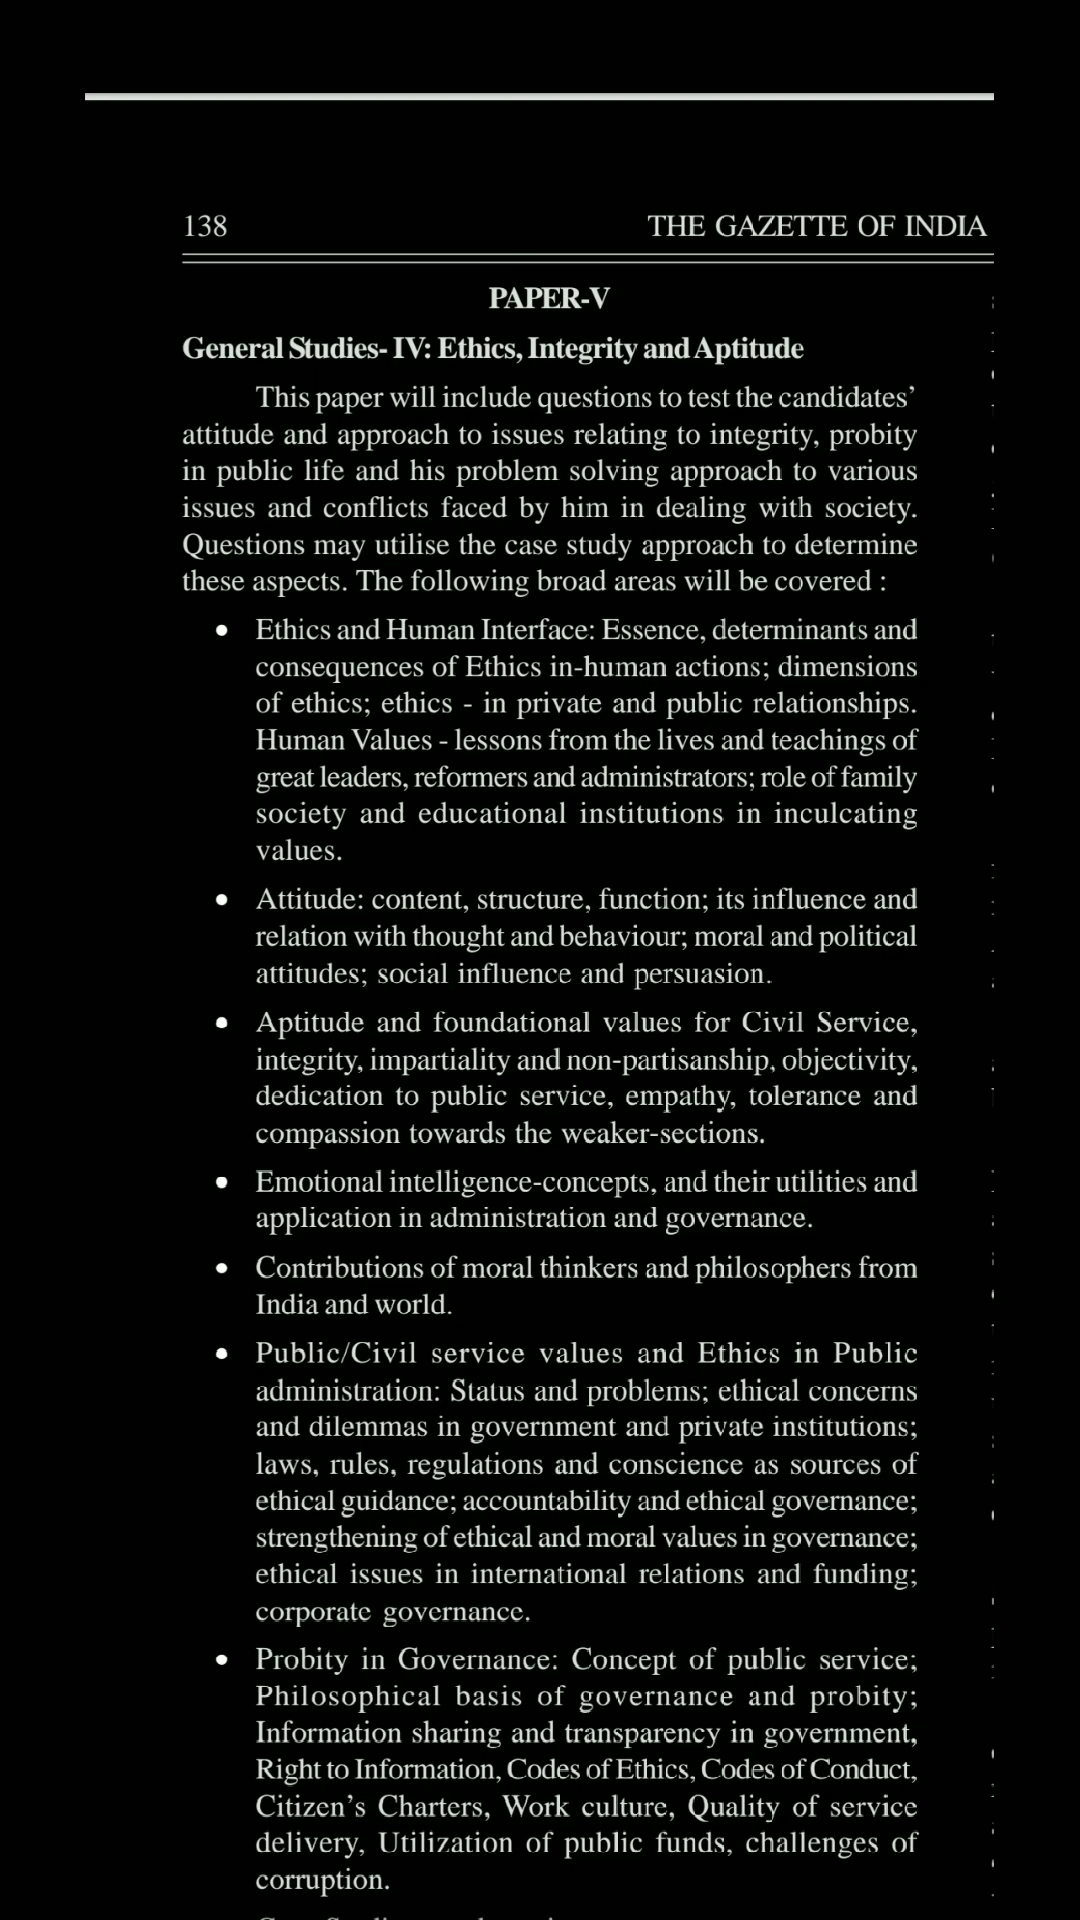 138 THE GAZETTE OF INDIA
PAPER-V
General Studies- IV: Ethics, Integrity and Aptitude
This paper will include questions to test the candidates’
attitude and approach to issues relating to integrity, probity
in public life and his problem solving approach to various
issues and conflicts faced by him in dealing with society.
Questions may utilise the case study approach to determine
these aspects. The following broad areas will be covered :
• Ethics and Human Interface: Essence, determinants and
consequences of Ethics in-human actions; dimensions
of ethics; ethics - in private and public relationships.
Human Values - lessons from the lives and teachings of
great leaders, reformers and administrators; role of family
society and educational institutions in inculcating
values.
• Attitude: content, structure, function; its influence and
relation with thought and behaviour; moral and political
attitudes; social influence and persuasion.
• Aptitude and foundational values for Civil Service,
integrity, impartiality and non-partisanship, objectivity,
dedication to public service, empathy, tolerance and
compassion towards the weaker-sections.
• Emotional intelligence-concepts, and their utilities and
application in administration and governance.
• Contributions of moral thinkers and philosophers from
India and world.
• Public/Civil service values and Ethics in Public
administration: Status and problems; ethical concerns
and dilemmas in government and private institutions;
laws, rules, regulations and conscience as sources of
ethical guidance; accountability and ethical governance;
strengthening of ethical and moral values in governance;
ethical issues in international relations and funding;
corporate governance.
• Probity in Governance: Concept of public service;
Philosophical basis of governance and probity;
Information sharing and transparency in government,
Right to Information, Codes of Ethics, Codes of Conduct,
Citizen’s Charters, Work culture, Quality of service
delivery, Utilization of public funds, challenges of
corruption.